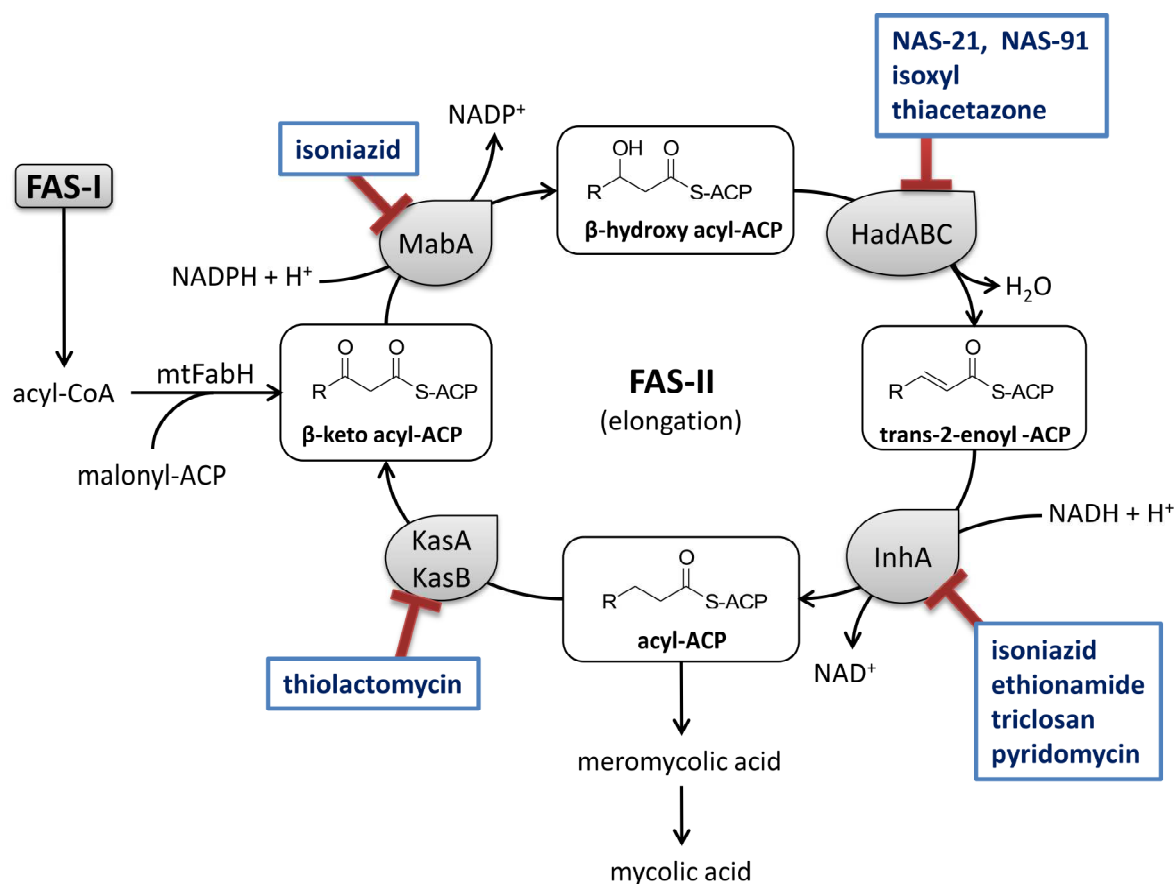 NAS-21, NAS-91
isoxyl
thiacetazone
NADP⁺
isoniazid
FAS-I
OH O
R S-ACP
β-hydroxy acyl-ACP
MabA
HadABC
NADPH + H⁺
H₂O
O O
R S-ACP
β-keto acyl-ACP
mtFabH
acyl-CoA
malonyl-ACP
FAS-II
(elongation)
O
R S-ACP
trans-2-enoyl -ACP
NADH + H⁺
KasA
KasB
InhA
O
R S-ACP
acyl-ACP
NAD⁺
thiolactomycin
isoniazid
ethionamide
triclosan
pyridomycin
meromycolic acid
mycolic acid